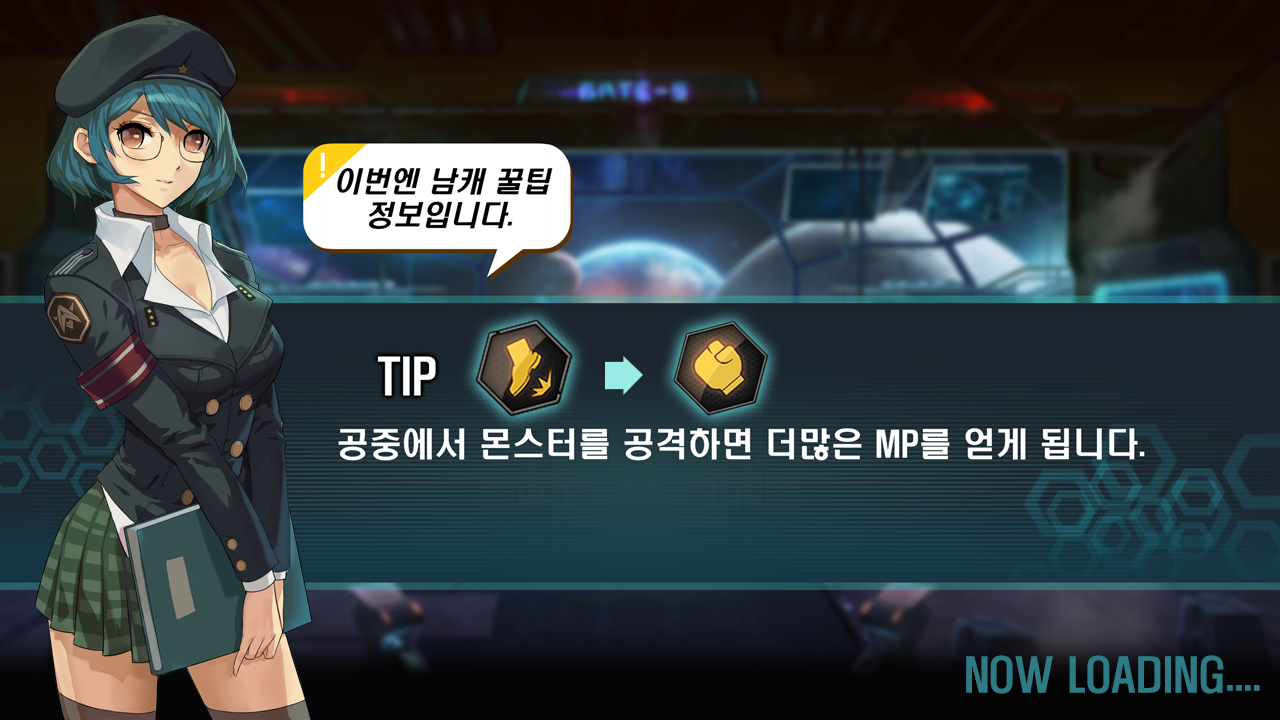 GATE-9
!
이번엔 남캐 꿀팁
정보입니다.
TIP
공중에서 몬스터를 공격하면 더많은 MP를 얻게 됩니다.
NOW LOADING....